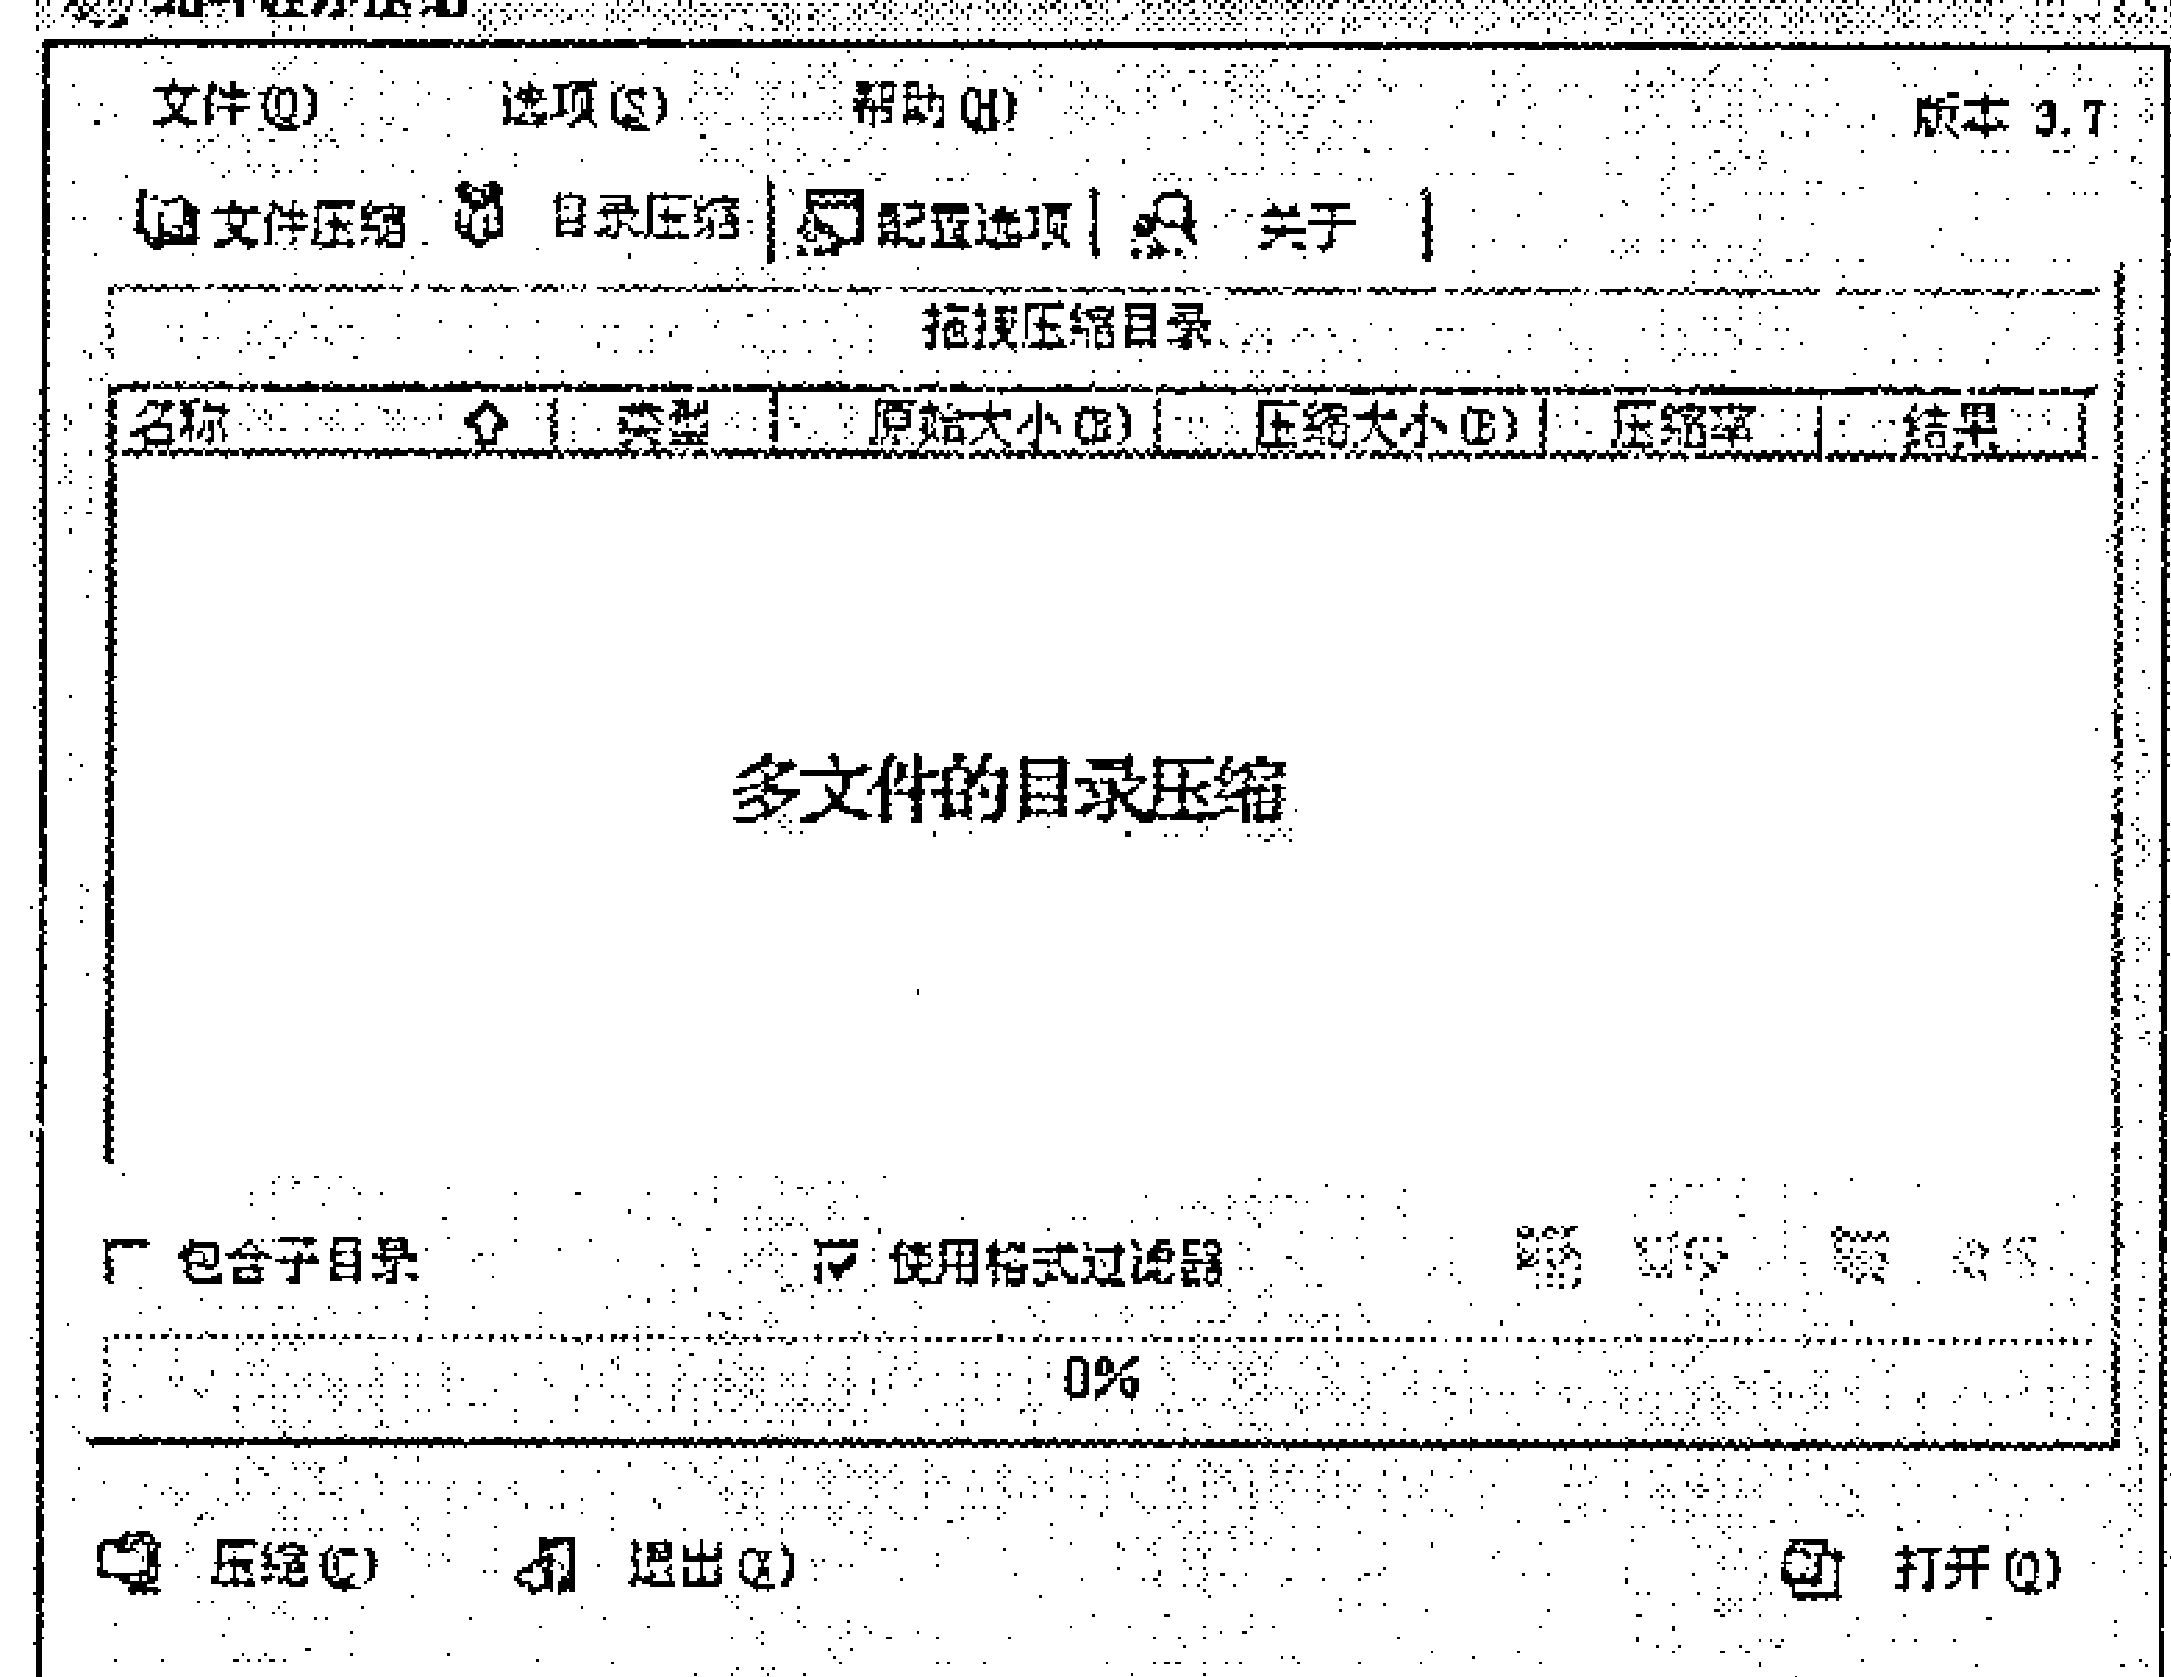 文件(O) 选项(S) 帮助(H) 版本 3.7
文件压缩 目录压缩 配置选项 关于
拖拽压缩目录
名称 类型 原始大小(B) 压缩大小(B) 压缩率 结果
多文件的目录压缩
包含子目录 使用格式过滤器
0%
压缩(C) 退出(X) 打开(O)